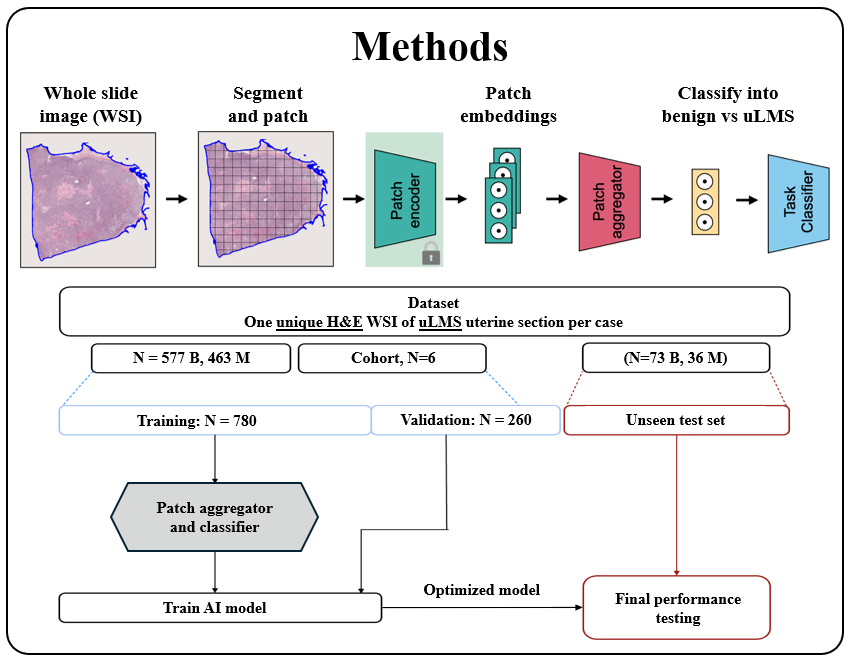 Methods
Whole slide
image (WSI)
Segment
and patch
Patch
embeddings
Classify into
benign vs uLMS
Patch
encoder
Patch
aggregator
Task
Classifier
Dataset
One unique H&E WSI of uLMS uterine section per case
N = 577 B, 463 M
Cohort, N=6
(N=73 B, 36 M)
Training: N = 780
Validation: N = 260
Unseen test set
Patch aggregator
and classifier
Train AI model
Optimized model
Final performance
testing